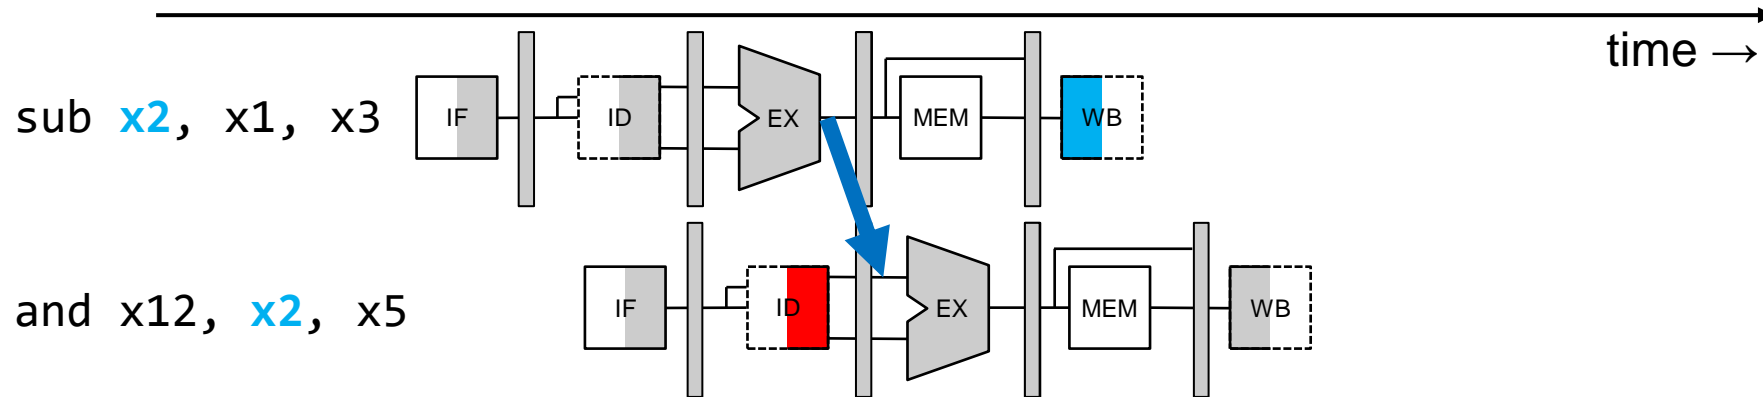 time →
sub x2, x1, x3 IF ID EX MEM WB
and x12, x2, x5 IF ID EX MEM WB